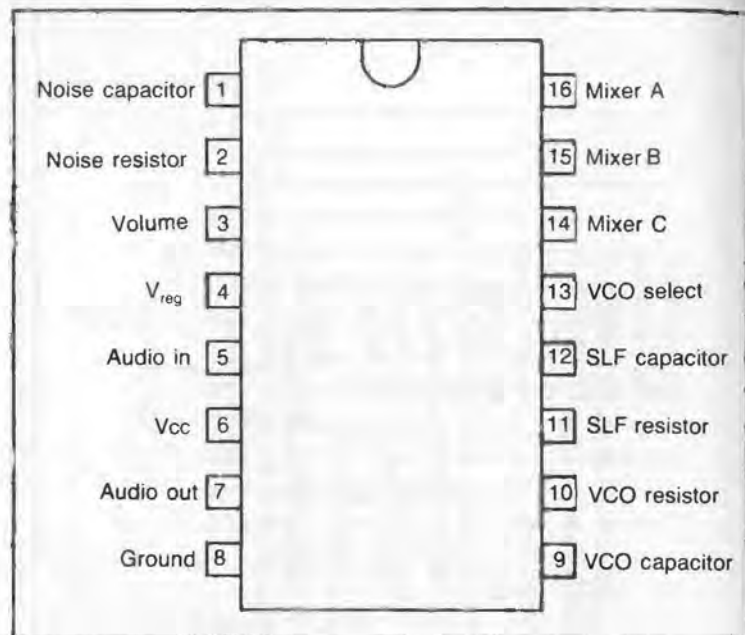 Noise capacitor 1
Noise resistor 2
Volume 3
Vreg 4
Audio in 5
Vcc 6
Audio out 7
Ground 8
16 Mixer A
15 Mixer B
14 Mixer C
13 VCO select
12 SLF capacitor
11 SLF resistor
10 VCO resistor
9 VCO capacitor